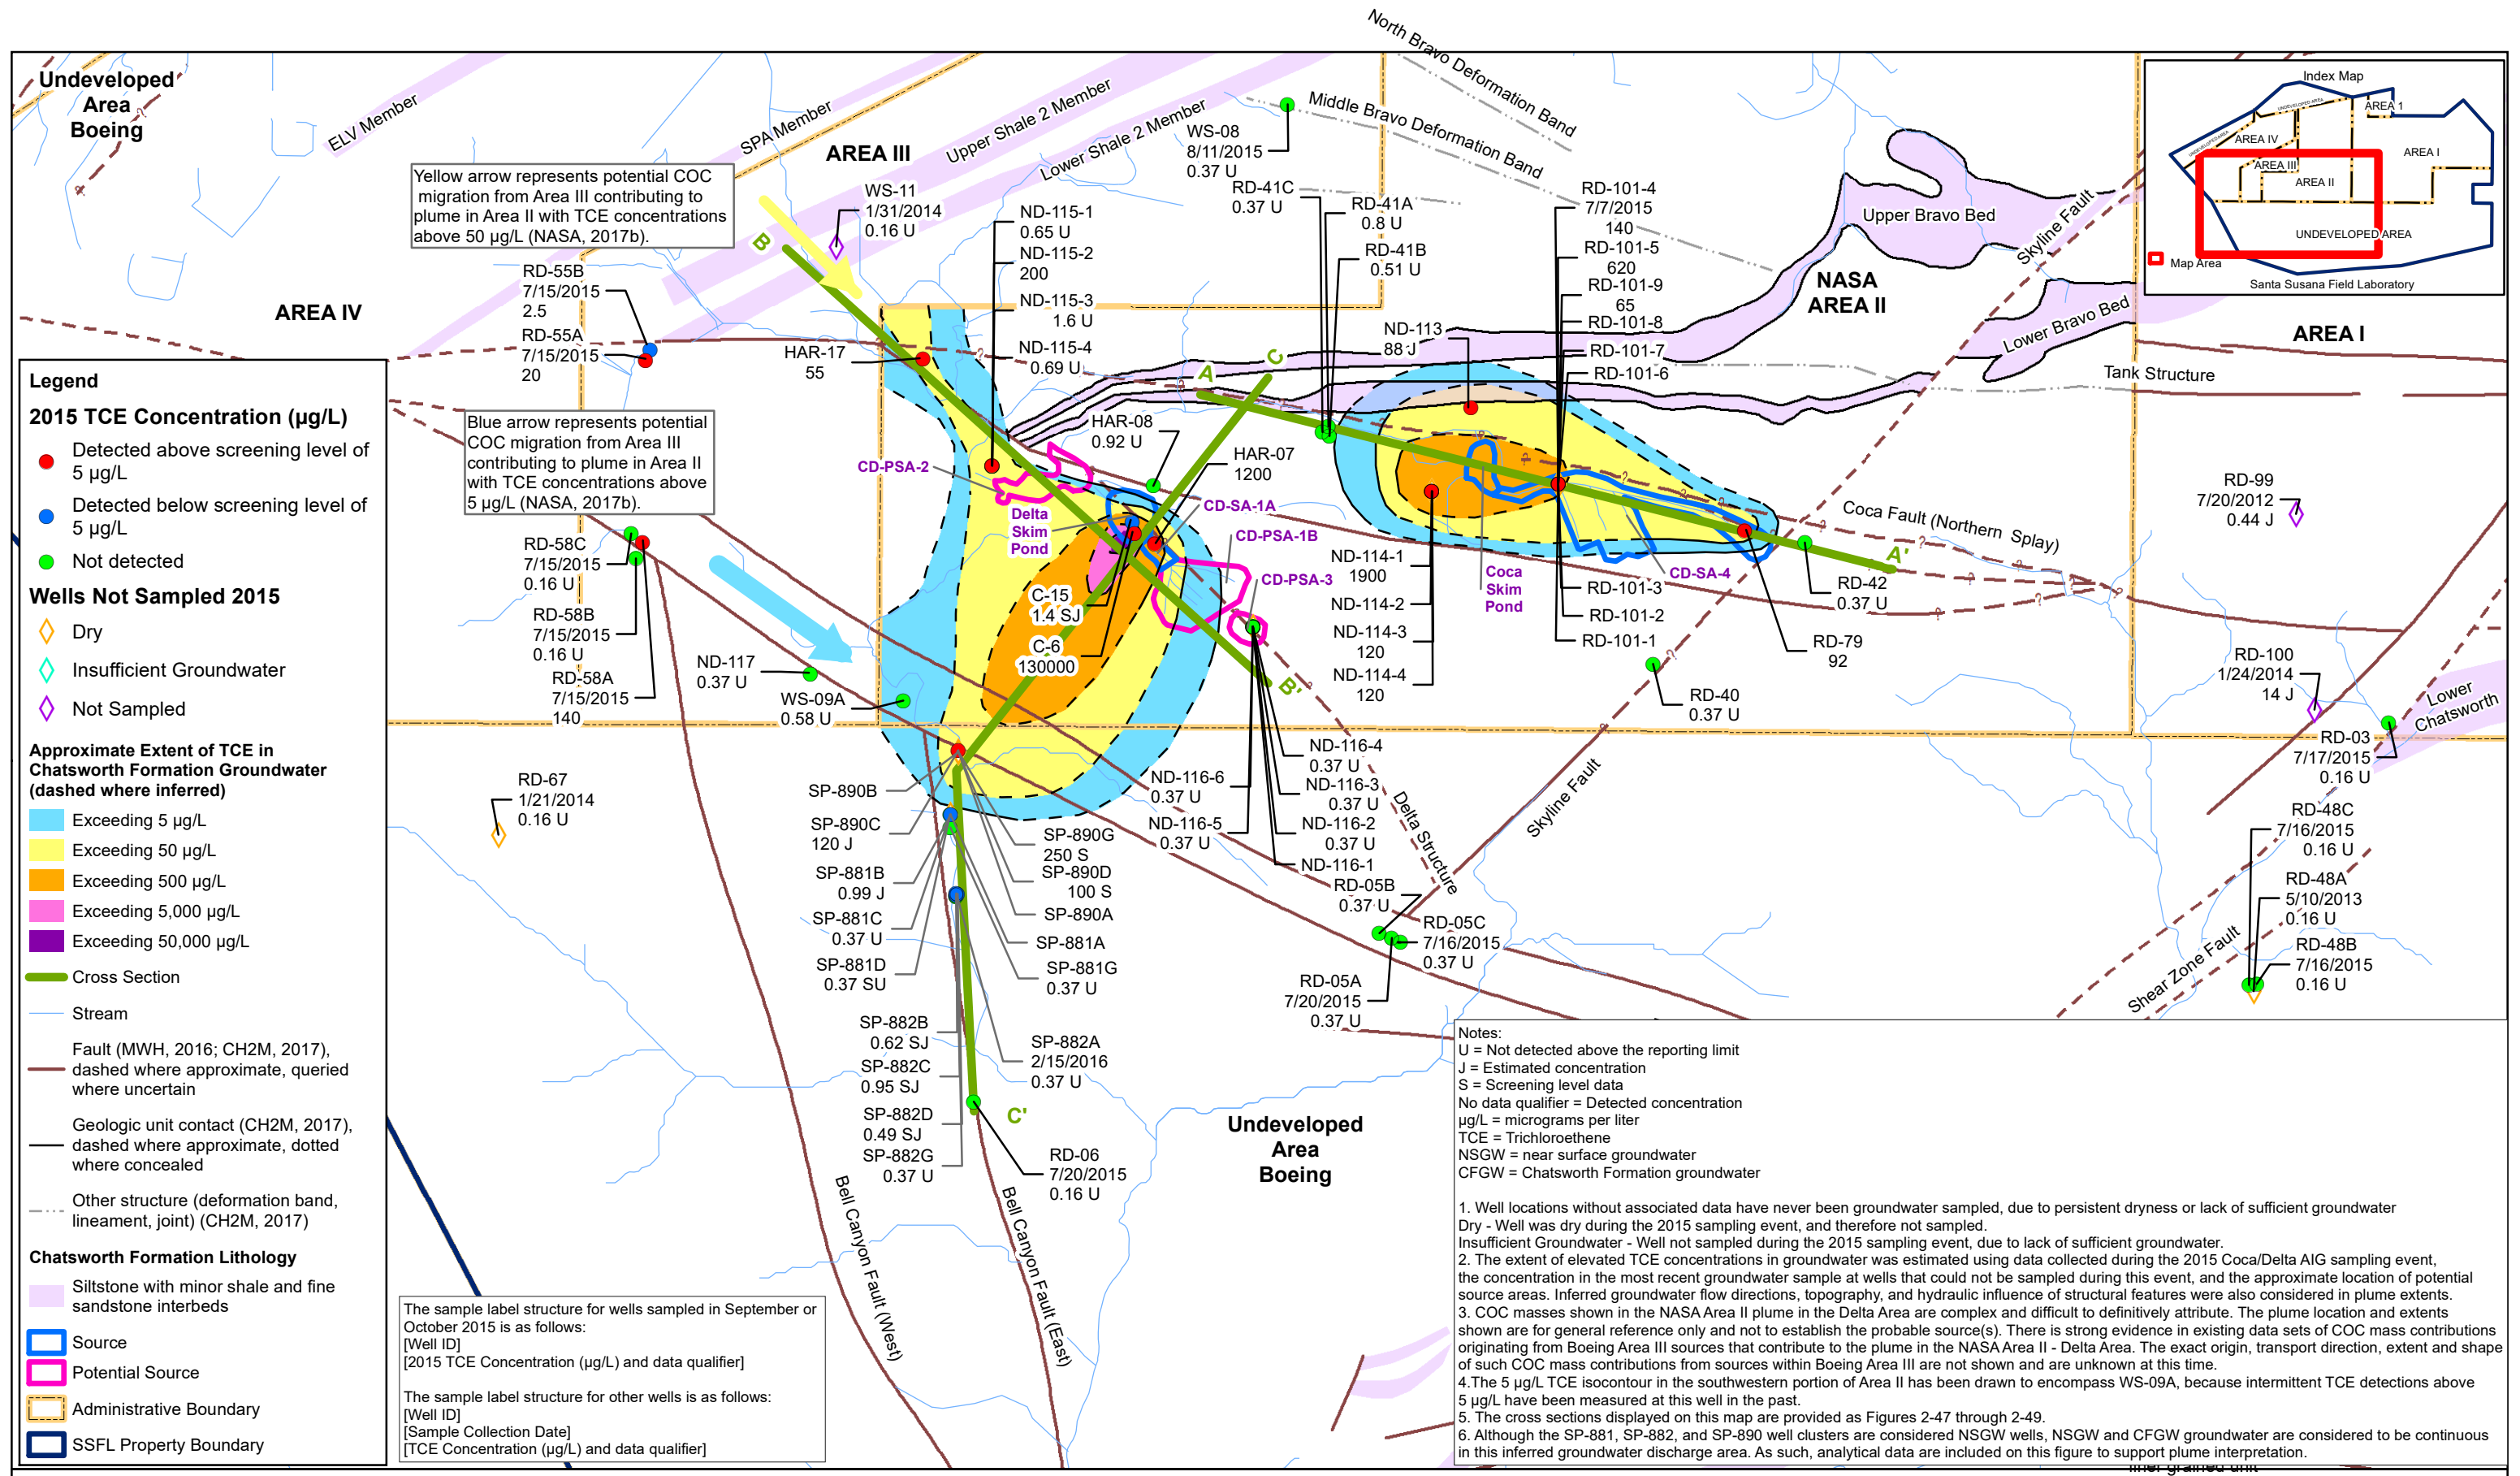 North Bravo Deformation Band
Undeveloped
Area
Boeing
ELV Member
SPA Member
AREA III
Upper Shale 2 Member
Lower Shale 2 Member
Middle Bravo Deformation Band
WS-08
8/11/2015
0.37 U
Yellow arrow represents potential COC
migration from Area III contributing to
plume in Area II with TCE concentrations
above 50 µg/L (NASA, 2017b).
WS-11
1/31/2014
0.16 U
B
ND-115-1
0.65 U
ND-115-2
200
ND-115-3
1.6 U
ND-115-4
0.69 U
RD-41C
0.37 U
RD-41A
0.8 U
RD-41B
0.51 U
RD-101-4
7/7/2015
140
RD-101-5
620
RD-101-9
65
RD-101-8
RD-101-7
RD-101-6
Upper Bravo Bed
Skyline Fault
NASA
AREA II
Lower Bravo Bed
AREA I
Tank Structure
Index Map
UNDEVELOPED AREA
AREA 1
UNDEVELOPED AREA
AREA IV
AREA III
AREA I
AREA II
UNDEVELOPED AREA
Map Area
Santa Susana Field Laboratory
RD-55B
7/15/2015
2.5
RD-55A
7/15/2015
20
AREA IV
HAR-17
55
ND-113
88 J
A
C
Blue arrow represents potential
COC migration from Area III
contributing to plume in Area II
with TCE concentrations above
5 µg/L (NASA, 2017b).
CD-PSA-2
HAR-08
0.92 U
HAR-07
1200
CD-SA-1A
Delta
Skim
Pond
CD-PSA-1B
CD-PSA-3
C-15
1.4 SJ
C-6
130000
B'
ND-114-1
1900
ND-114-2
ND-114-3
120
ND-114-4
120
Coca
Skim
Pond
CD-SA-4
RD-101-3
RD-101-2
RD-101-1
RD-79
92
RD-42
0.37 U
A'
Coca Fault (Northern Splay)
RD-99
7/20/2012
0.44 J
RD-100
1/24/2014
14 J
Lower
Chatsworth
RD-03
7/17/2015
0.16 U
RD-40
0.37 U
RD-58C
7/15/2015
0.16 U
RD-58B
7/15/2015
0.16 U
RD-58A
7/15/2015
140
ND-117
0.37 U
WS-09A
0.58 U
RD-67
1/21/2014
0.16 U
SP-890B
SP-890C
120 J
SP-881B
0.99 J
SP-881C
0.37 U
SP-881D
0.37 SU
SP-890G
250 S
SP-890D
100 S
SP-890A
SP-881A
SP-881G
0.37 U
ND-116-6
0.37 U
ND-116-5
0.37 U
ND-116-4
0.37 U
ND-116-3
0.37 U
ND-116-2
0.37 U
ND-116-1
Delta Structure
Skyline Fault
RD-05B
0.37 U
RD-05C
7/16/2015
0.37 U
RD-05A
7/20/2015
0.37 U
RD-48C
7/16/2015
0.16 U
RD-48A
5/10/2013
0.16 U
RD-48B
7/16/2015
0.16 U
Shear Zone Fault
SP-882B
0.62 SJ
SP-882C
0.95 SJ
SP-882D
0.49 SJ
SP-882G
0.37 U
SP-882A
2/15/2016
0.37 U
C'
RD-06
7/20/2015
0.16 U
Bell Canyon Fault (West)
Bell Canyon Fault (East)
Undeveloped
Area
Boeing
Legend
2015 TCE Concentration (µg/L)
Detected above screening level of
5 µg/L
Detected below screening level of
5 µg/L
Not detected
Wells Not Sampled 2015
Dry
Insufficient Groundwater
Not Sampled
Approximate Extent of TCE in
Chatsworth Formation Groundwater
(dashed where inferred)
Exceeding 5 µg/L
Exceeding 50 µg/L
Exceeding 500 µg/L
Exceeding 5,000 µg/L
Exceeding 50,000 µg/L
Cross Section
Stream
Fault (MWH, 2016; CH2M, 2017),
dashed where approximate, queried
where uncertain
Geologic unit contact (CH2M, 2017),
dashed where approximate, dotted
where concealed
Other structure (deformation band,
lineament, joint) (CH2M, 2017)
Chatsworth Formation Lithology
Siltstone with minor shale and fine
sandstone interbeds
Source
Potential Source
Administrative Boundary
SSFL Property Boundary
The sample label structure for wells sampled in September or
October 2015 is as follows:
[Well ID]
[2015 TCE Concentration (µg/L) and data qualifier]
The sample label structure for other wells is as follows:
[Well ID]
[Sample Collection Date]
[TCE Concentration (µg/L) and data qualifier]
Notes:
U = Not detected above the reporting limit
J = Estimated concentration
S = Screening level data
No data qualifier = Detected concentration
µg/L = micrograms per liter
TCE = Trichloroethene
NSGW = near surface groundwater
CFGW = Chatsworth Formation groundwater
1. Well locations without associated data have never been groundwater sampled, due to persistent dryness or lack of sufficient groundwater
Dry - Well was dry during the 2015 sampling event, and therefore not sampled.
Insufficient Groundwater - Well not sampled during the 2015 sampling event, due to lack of sufficient groundwater.
2. The extent of elevated TCE concentrations in groundwater was estimated using data collected during the 2015 Coca/Delta AIG sampling event,
the concentration in the most recent groundwater sample at wells that could not be sampled during this event, and the approximate location of potential
source areas. Inferred groundwater flow directions, topography, and hydraulic influence of structural features were also considered in plume extents.
3. COC masses shown in the NASA Area II plume in the Delta Area are complex and difficult to definitively attribute. The plume location and extents
shown are for general reference only and not to establish the probable source(s). There is strong evidence in existing data sets of COC mass contributions
originating from Boeing Area III sources that contribute to the plume in the NASA Area II - Delta Area. The exact origin, transport direction, extent and shape
of such COC mass contributions from sources within Boeing Area III are not shown and are unknown at this time.
4.The 5 µg/L TCE isocontour in the southwestern portion of Area II has been drawn to encompass WS-09A, because intermittent TCE detections above
5 µg/L have been measured at this well in the past.
5. The cross sections displayed on this map are provided as Figures 2-47 through 2-49.
6. Although the SP-881, SP-882, and SP-890 well clusters are considered NSGW wells, NSGW and CFGW groundwater are considered to be continuous
in this inferred groundwater discharge area. As such, analytical data are included on this figure to support plume interpretation.